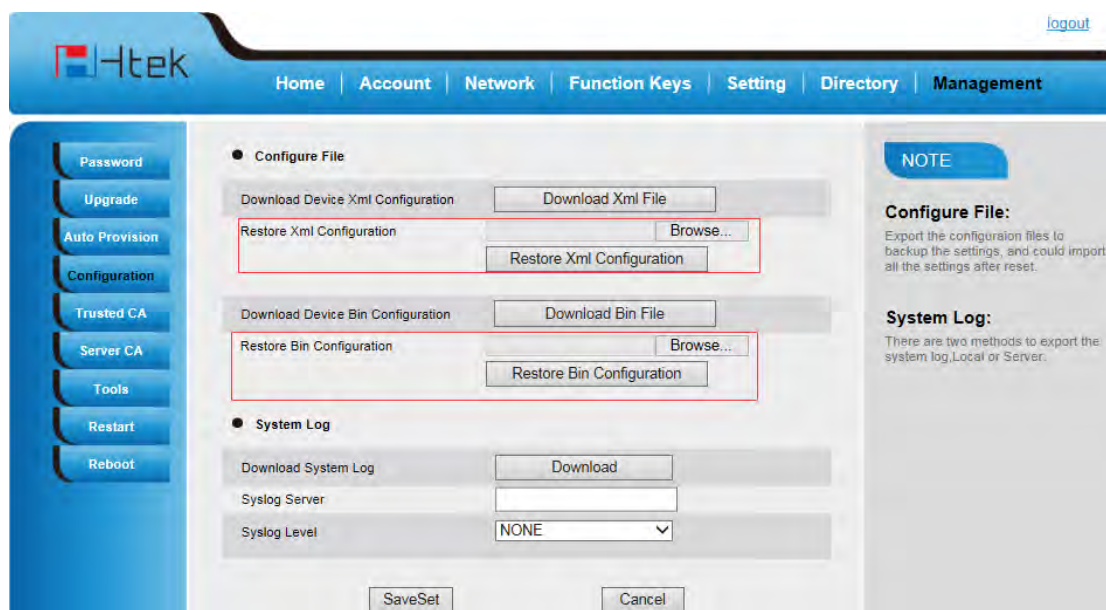 logout
Htek
Home | Account | Network | Function Keys | Setting | Directory | Management
Password
Upgrade
Auto Provision
Configuration
Trusted CA
Server CA
Tools
Restart
Reboot
Configure File
Download Device Xml Configuration Download Xml File
Restore Xml Configuration Browse...
Restore Xml Configuration
Download Device Bin Configuration Download Bin File
Restore Bin Configuration Browse...
Restore Bin Configuration
System Log
Download System Log Download
Syslog Server
Syslog Level NONE
SaveSet Cancel
NOTE
Configure File:
Export the configuraion files to
backup the settings, and could import
all the settings after reset.
System Log:
There are two methods to export the
system log,Local or Server.